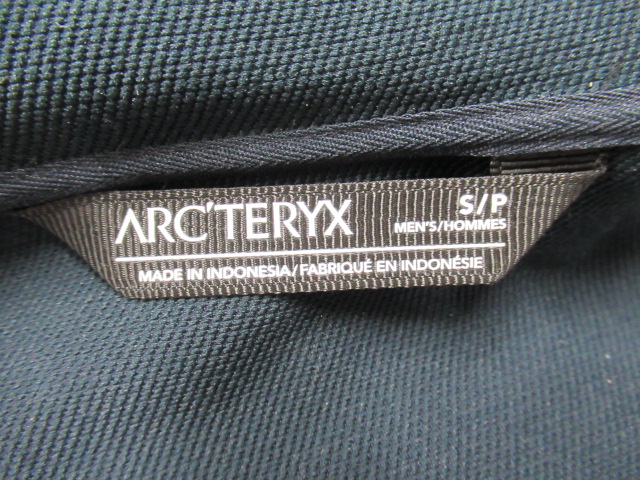 ARC'TERYX
S/P
MEN'S/HOMMES
MADE IN INDONESIA/FABRIQUÉ EN INDONÉSIE